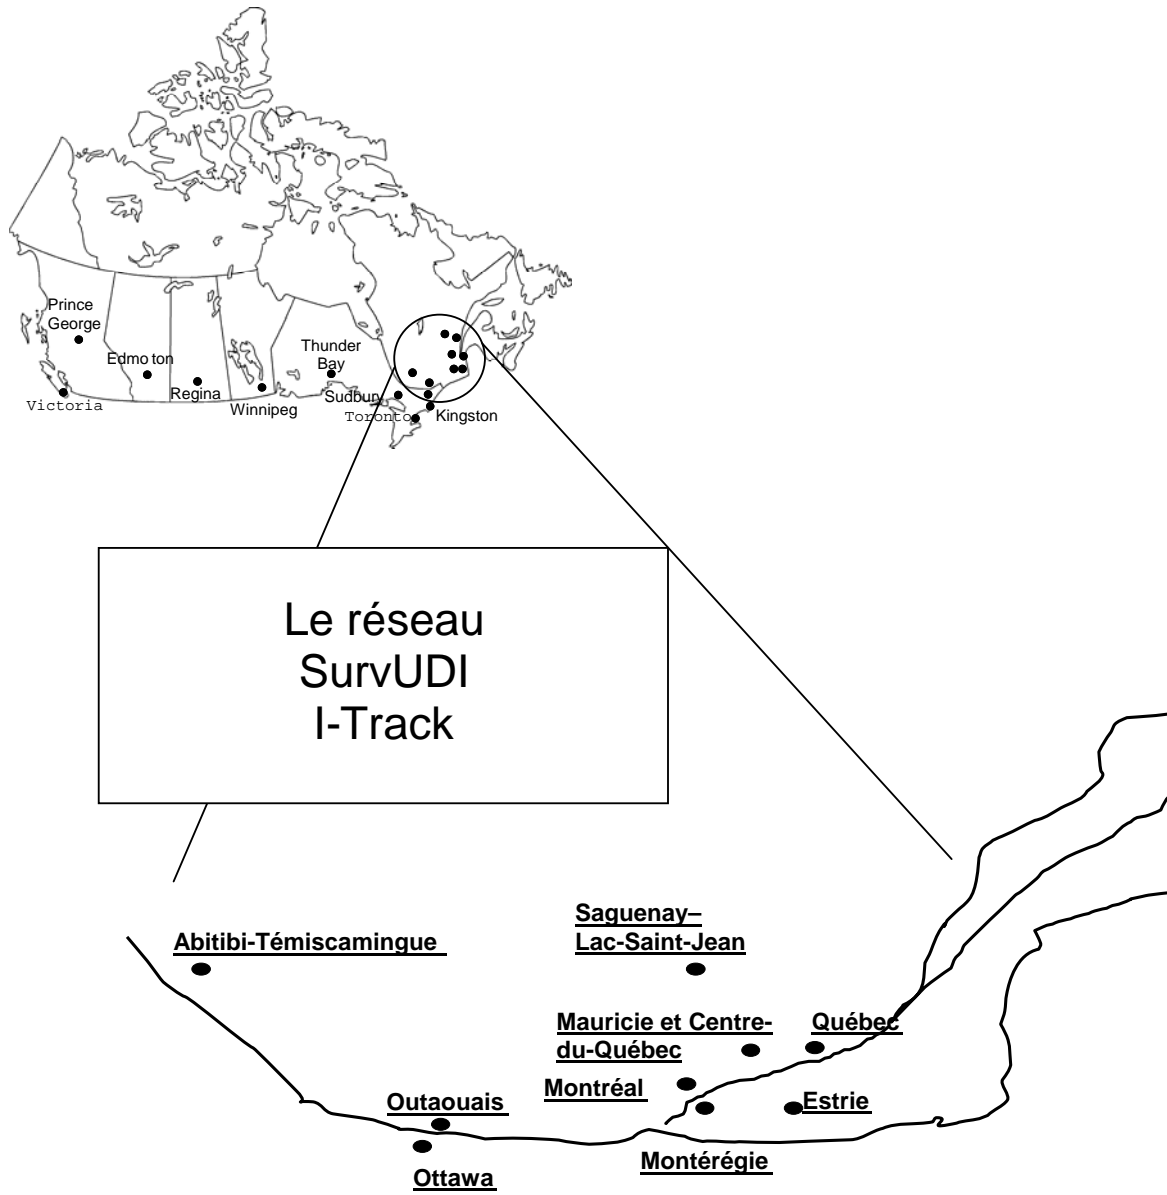 Prince
George
Edmo ton
Thunder
Bay
Regina
Victoria
Winnipeg
Sudbury
Toronto
Kingston
Le réseau
SurvUDI
I-Track
Saguenay–
Lac-Saint-Jean
Abitibi-Témiscamingue
Mauricie et Centre-
du-Québec
Québec
Montréal
Outaouais
Estrie
Montérégie
Ottawa